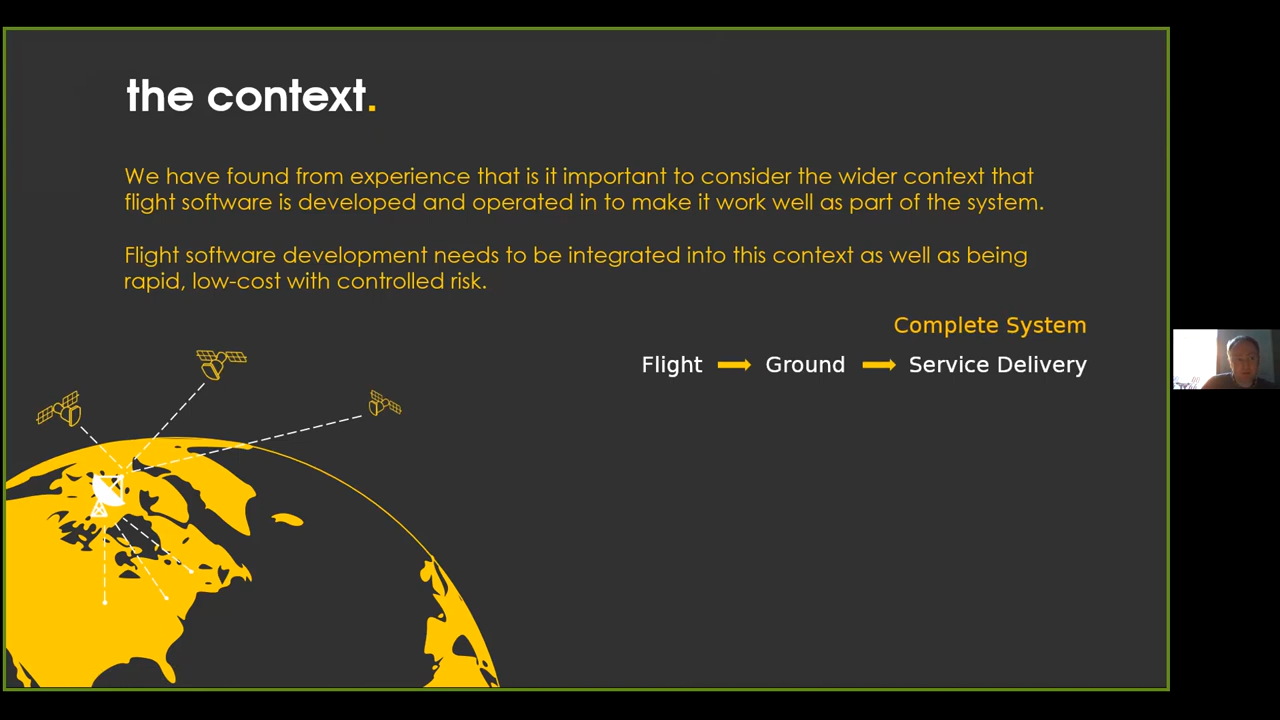 the context.
We have found from experience that is it important to consider the wider context that
flight software is developed and operated in to make it work well as part of the system.
Flight software development needs to be integrated into this context as well as being
rapid, low-cost with controlled risk.
Complete System
Flight Ground Service Delivery